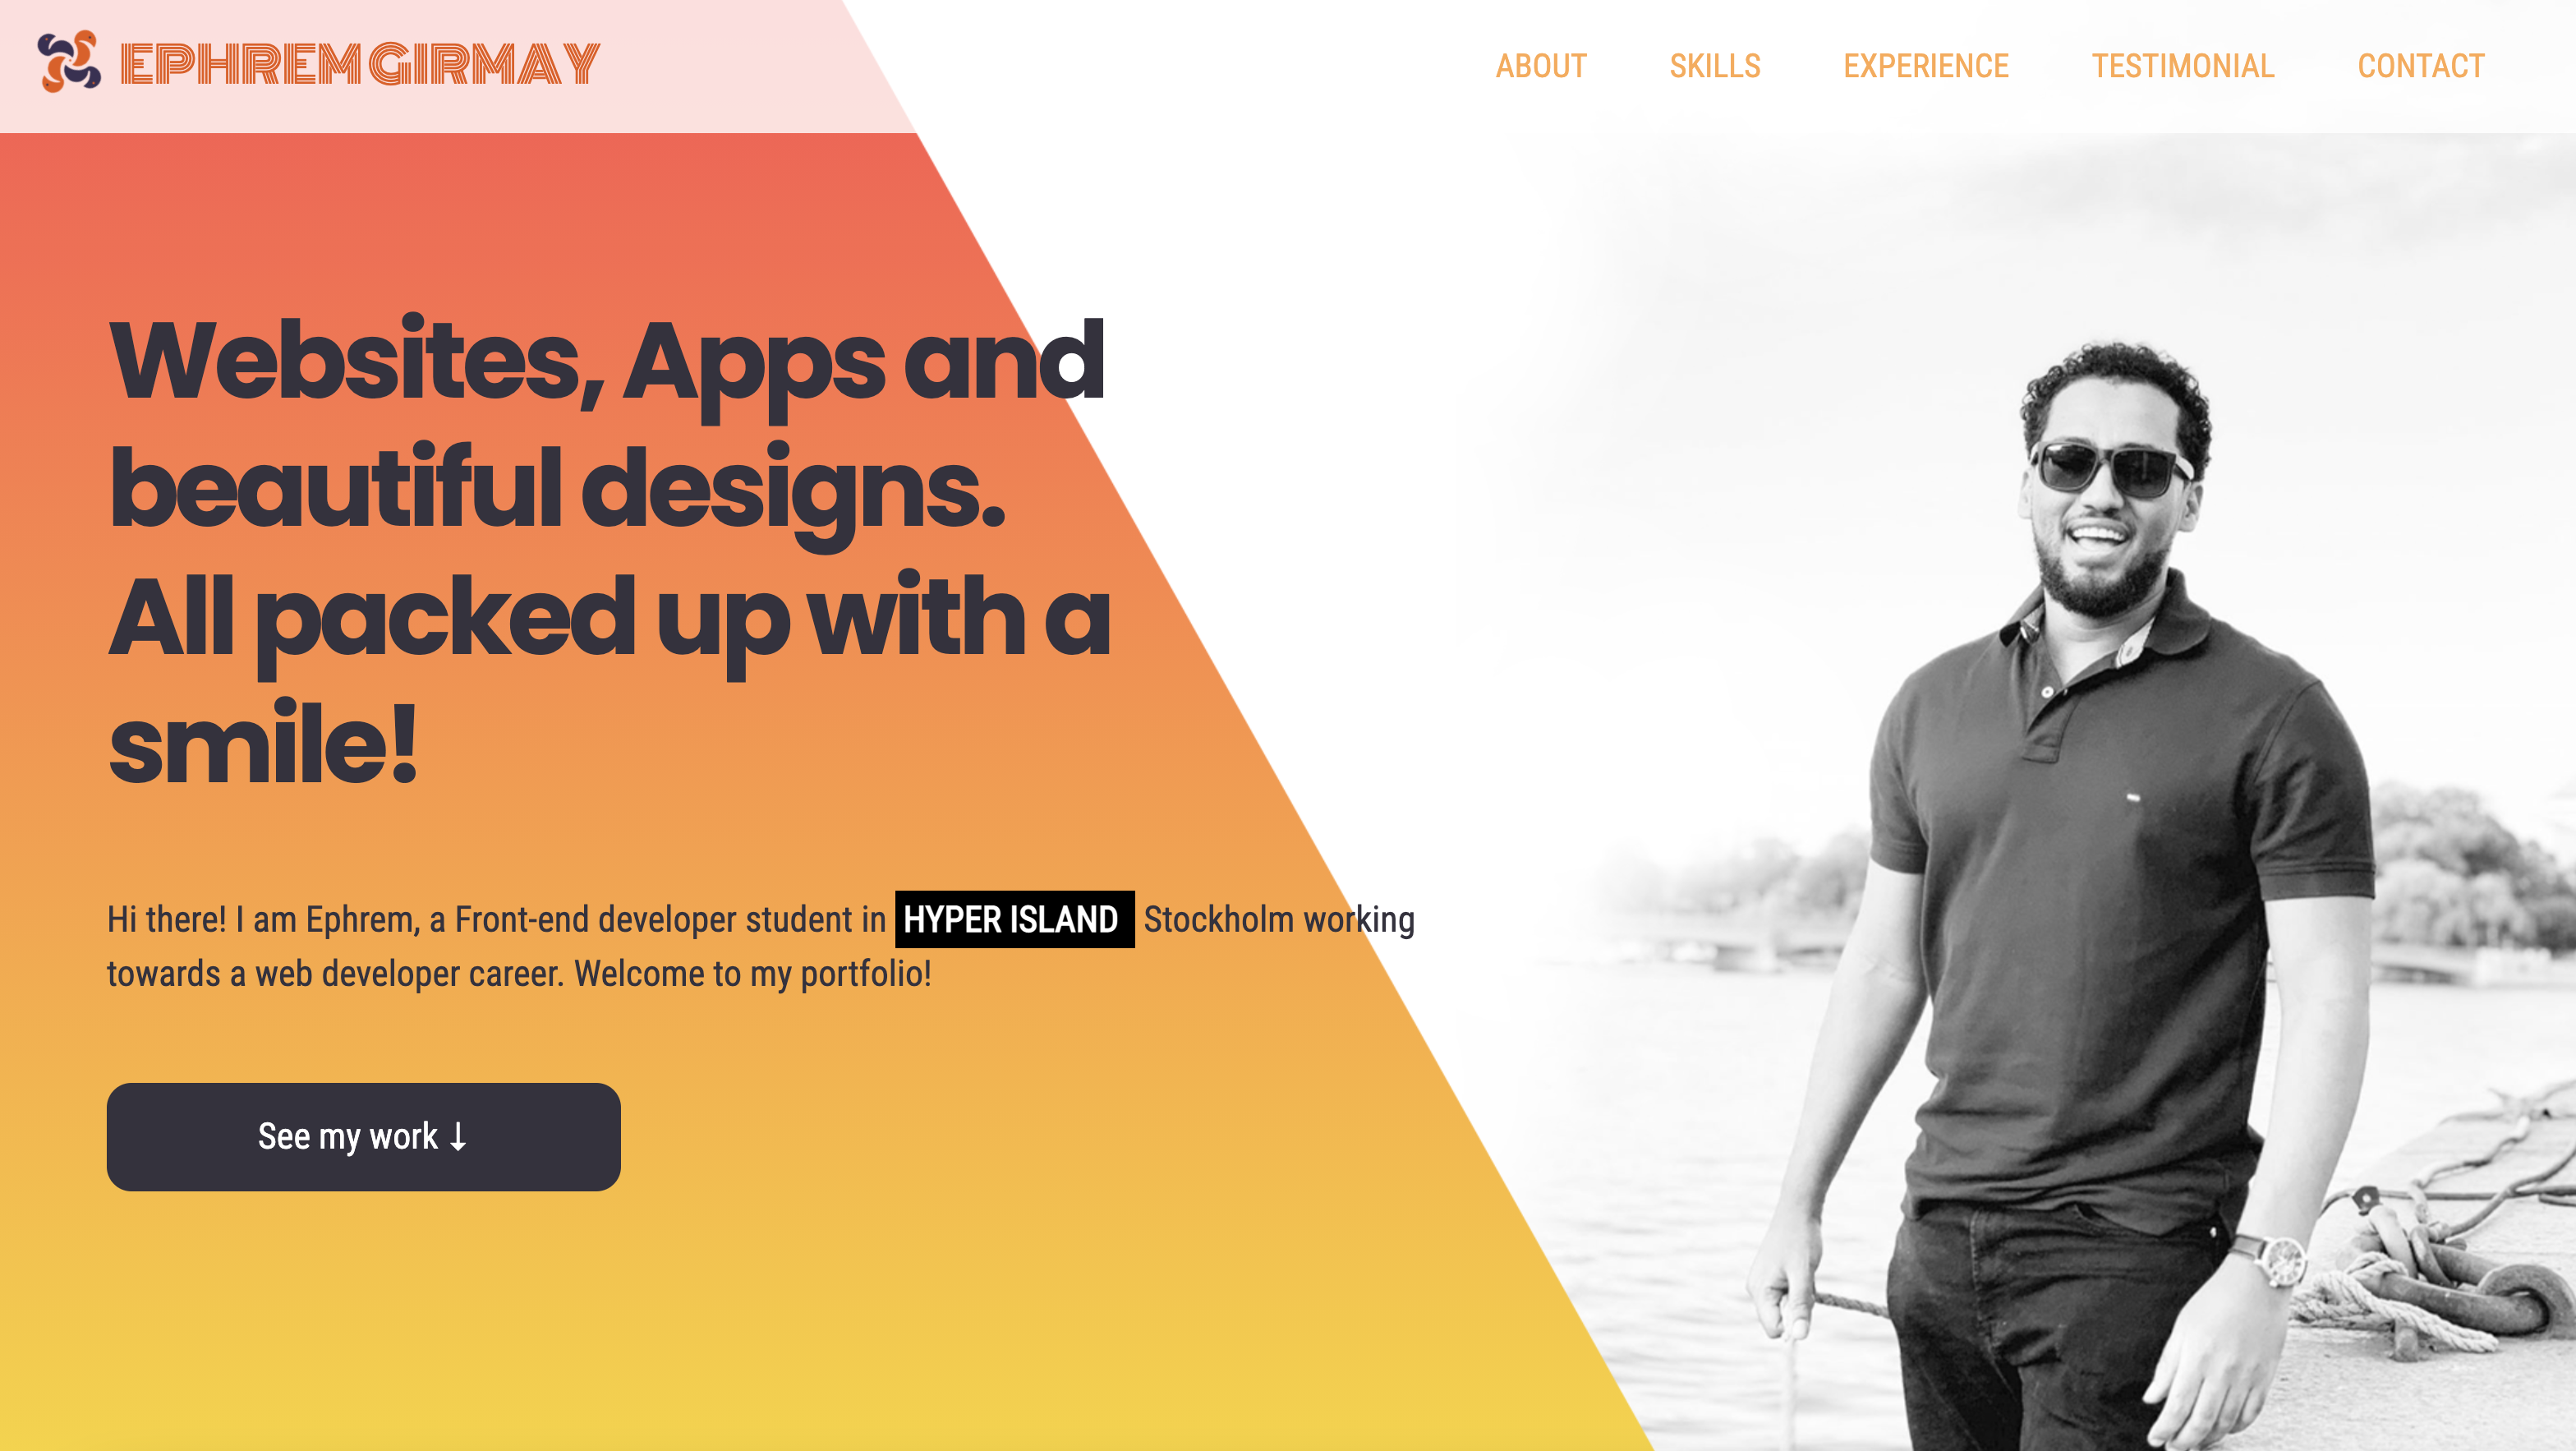 EPHREM GIRMAY
ABOUT SKILLS EXPERIENCE TESTIMONIAL CONTACT
Websites, Apps and
beautiful designs.
All packed up with a
smile!
Hi there! I am Ephrem, a Front-end developer student in HYPER ISLAND Stockholm working
towards a web developer career. Welcome to my portfolio!
See my work ↓